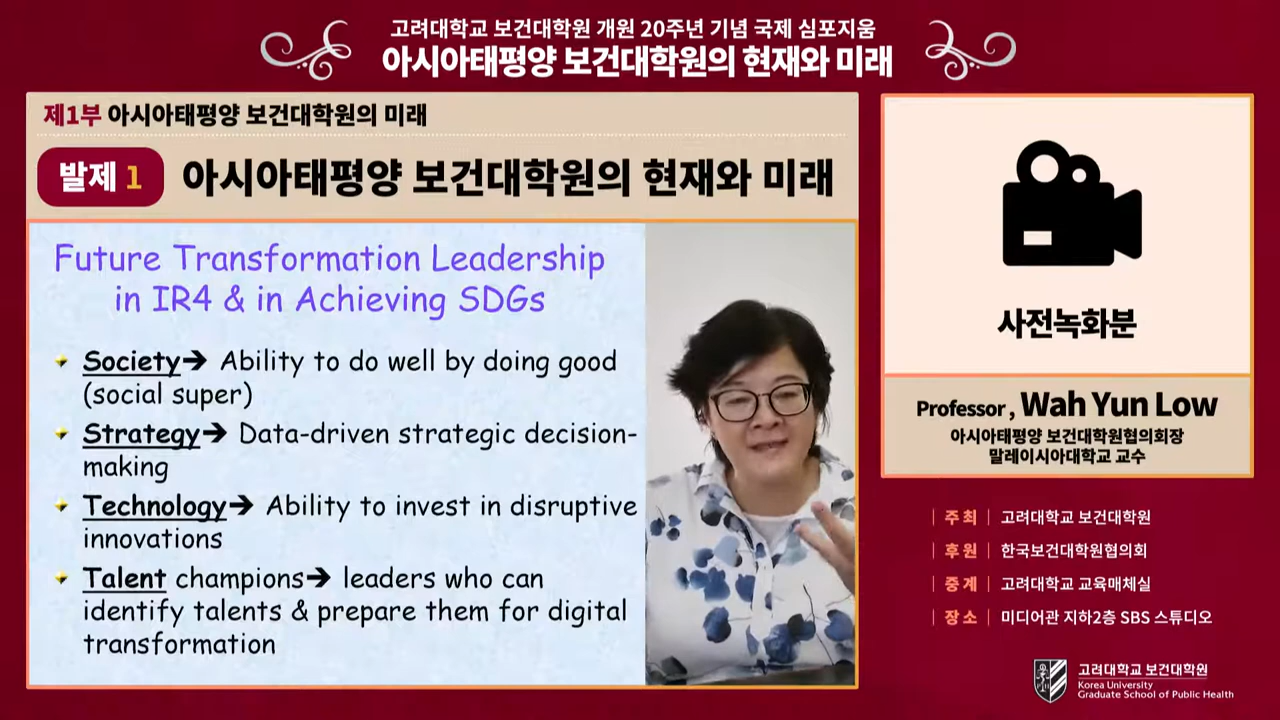 고려대학교 보건대학원 개원 20주년 기념 국제 심포지움
아시아태평양 보건대학원의 현재와 미래
제1부 아시아태평양 보건대학원의 미래
발제 1 아시아태평양 보건대학원의 현재와 미래
Future Transformation Leadership
in IR4 & in Achieving SDGs
Society➔ Ability to do well by doing good
(social super)
Strategy➔ Data-driven strategic decision-
making
Technology➔ Ability to invest in disruptive
innovations
Talent champions➔ leaders who can
identify talents & prepare them for digital
transformation
사전녹화분
Professor, Wah Yun Low
아시아태평양 보건대학원협의회장
말레이시아대학교 교수
| 주최 | 고려대학교 보건대학원
| 후원 | 한국보건대학원협의회
| 중계 | 고려대학교 교육매체실
| 장소 | 미디어관 지하2층 SBS 스튜디오
고려대학교 보건대학원
Korea University
Graduate School of Public Health